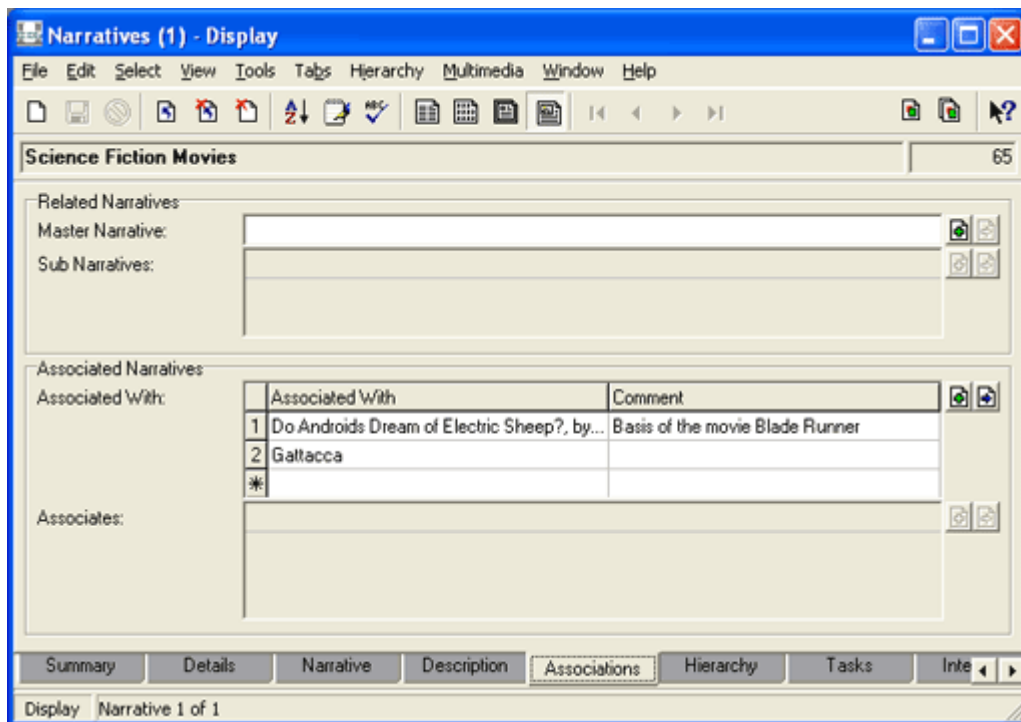 Narratives (1) - Display
File Edit Select View Tools Tabs Hierarchy Multimedia Window Help
Science Fiction Movies 65
Related Narratives
Master Narrative:
Sub Narratives:
Associated Narratives
Associated With: Associated With Comment
1 Do Androids Dream of Electric Sheep?, by... Basis of the movie Blade Runner
2 Gattacca
Associates:
Summary Details Narrative Description Associations Hierarchy Tasks Inte
Display Narrative 1 of 1